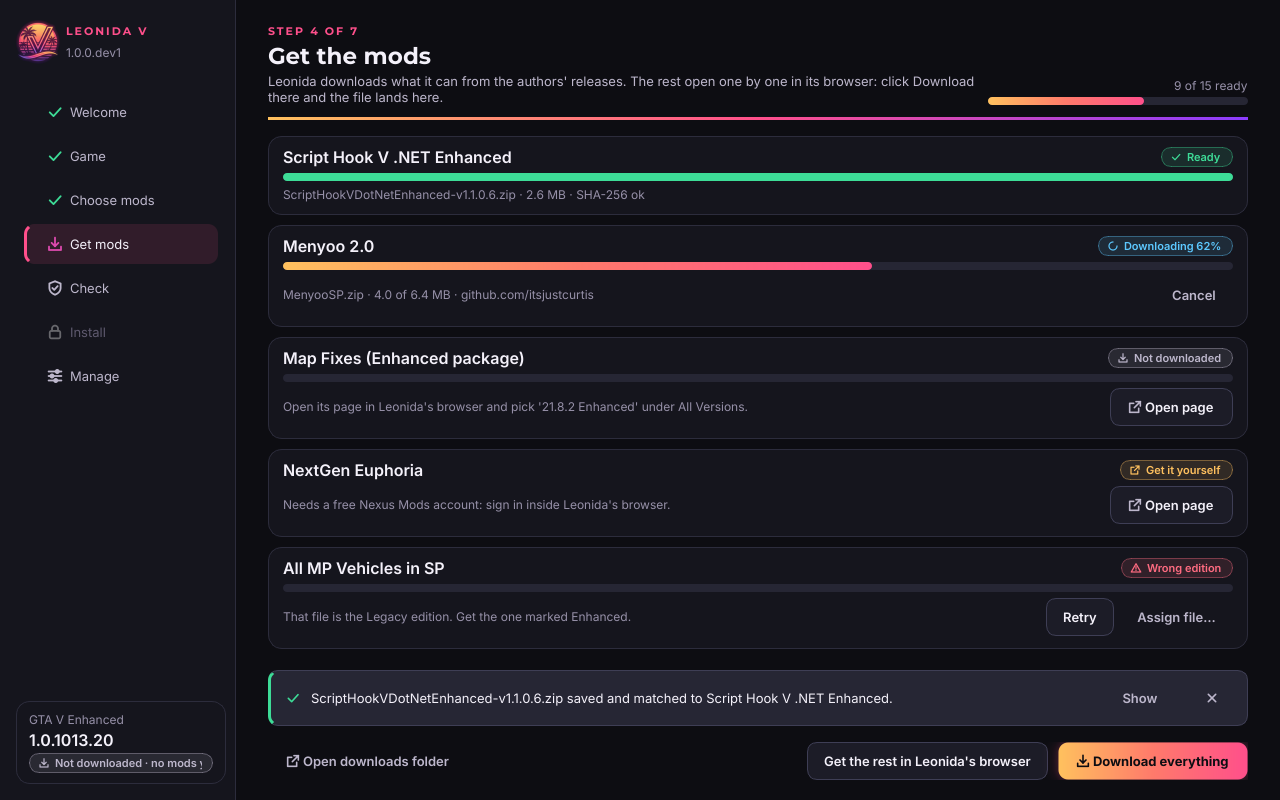 LEONIDA V
1.0.0.dev1
Welcome
Game
Choose mods
Get mods
Check
Install
Manage
GTA V Enhanced
1.0.1013.20
Not downloaded · no mods
STEP 4 OF 7
Get the mods
Leonida downloads what it can from the authors' releases. The rest open one by one in its browser: click Download
there and the file lands here.
9 of 15 ready
Script Hook V .NET Enhanced
Ready
ScriptHookVDotNetEnhanced-v1.1.0.6.zip · 2.6 MB · SHA-256 ok
Menyoo 2.0
Downloading 62%
MenyooSP.zip · 4.0 of 6.4 MB · github.com/itsjustcurtis
Cancel
Map Fixes (Enhanced package)
Not downloaded
Open its page in Leonida's browser and pick '21.8.2 Enhanced' under All Versions.
Open page
NextGen Euphoria
Get it yourself
Needs a free Nexus Mods account: sign in inside Leonida's browser.
Open page
All MP Vehicles in SP
Wrong edition
That file is the Legacy edition. Get the one marked Enhanced.
Retry
Assign file...
ScriptHookVDotNetEnhanced-v1.1.0.6.zip saved and matched to Script Hook V .NET Enhanced.
Show
Open downloads folder
Get the rest in Leonida's browser
Download everything